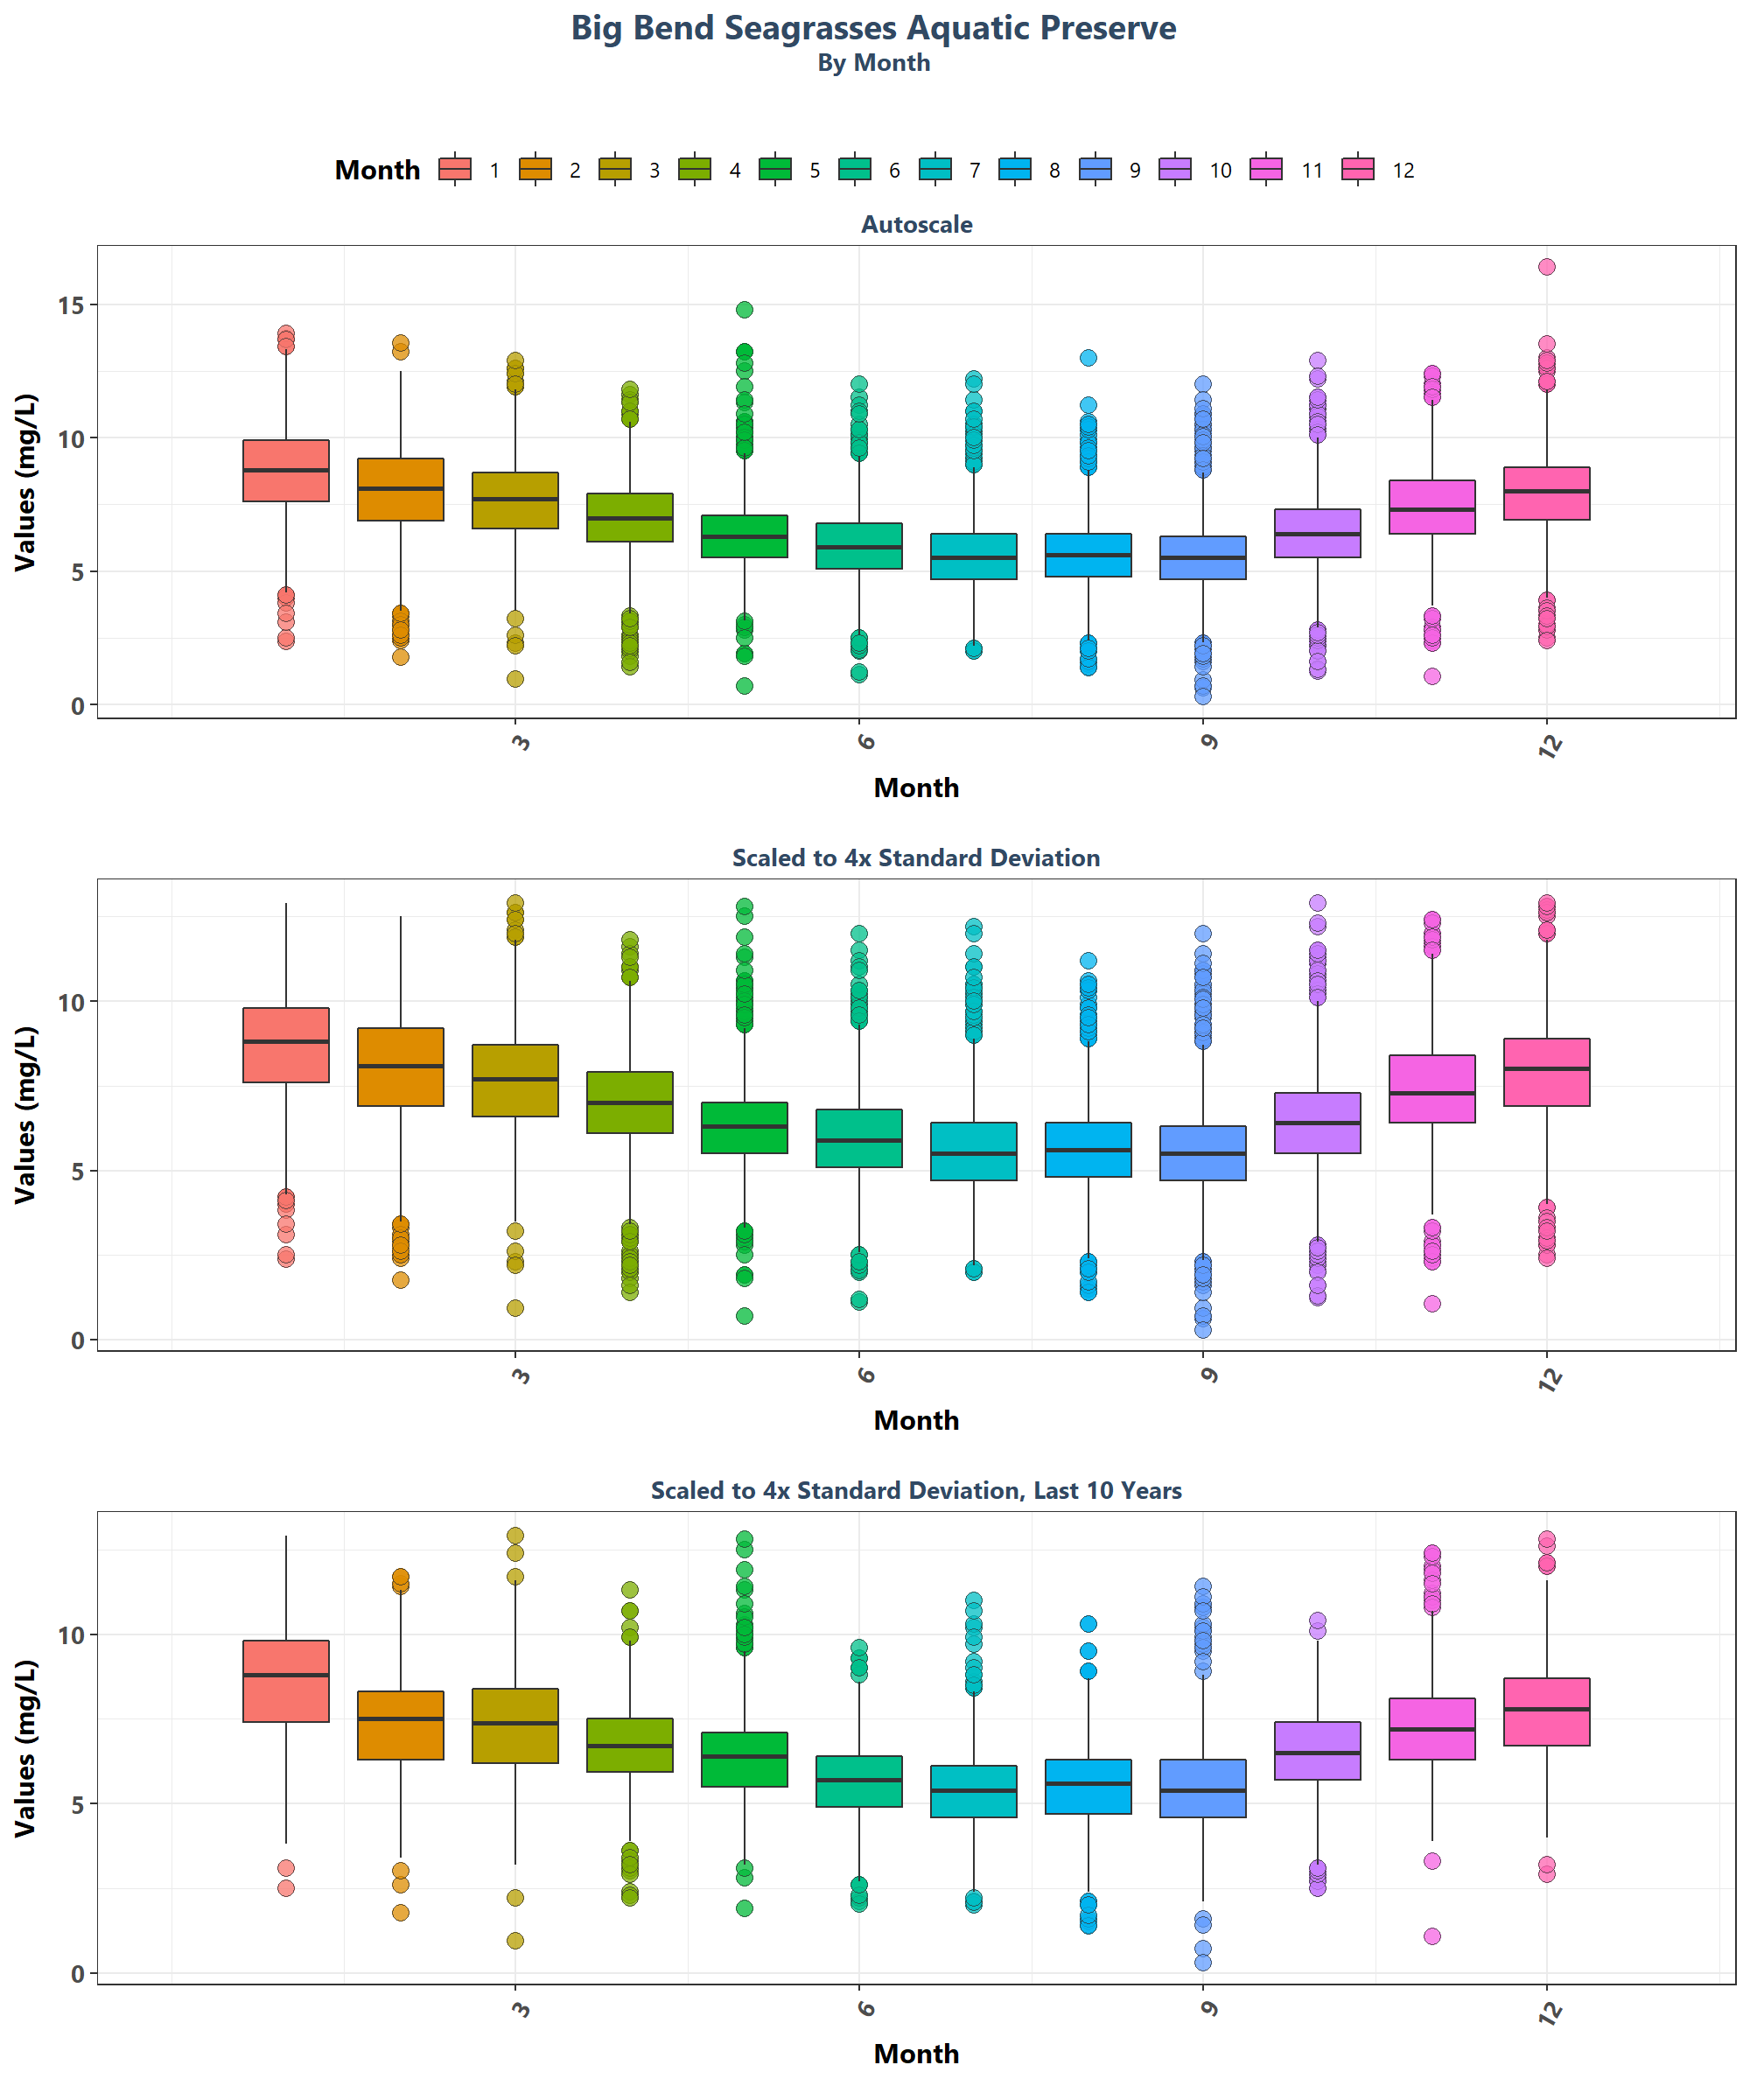 Big Bend Seagrasses Aquatic Preserve
By Month
Month 1 2 3 4 5 6 7 8 9 10 11 12
Autoscale
Values (mg/L)
15
10
5
0
3 6 9 12
Month
Scaled to 4x Standard Deviation
Values (mg/L)
10
5
0
3 6 9 12
Month
Scaled to 4x Standard Deviation, Last 10 Years
Values (mg/L)
10
5
0
3 6 9 12
Month